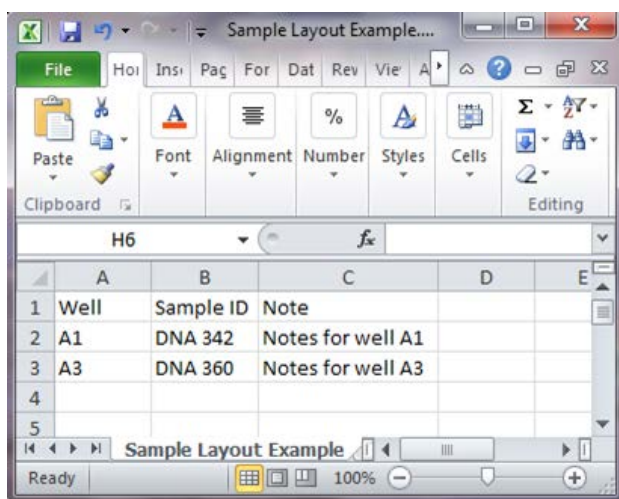 Sample Layout Example....
File Hor Inse Pag For Dat Rev Vie A
Paste Font Alignment Number Styles Cells
% A A Σ
Clipboard Editing
H6 fx
A B C D E
1 Well Sample ID Note
2 A1 DNA 342 Notes for well A1
3 A3 DNA 360 Notes for well A3
4
5
Sample Layout Example
Ready 100%